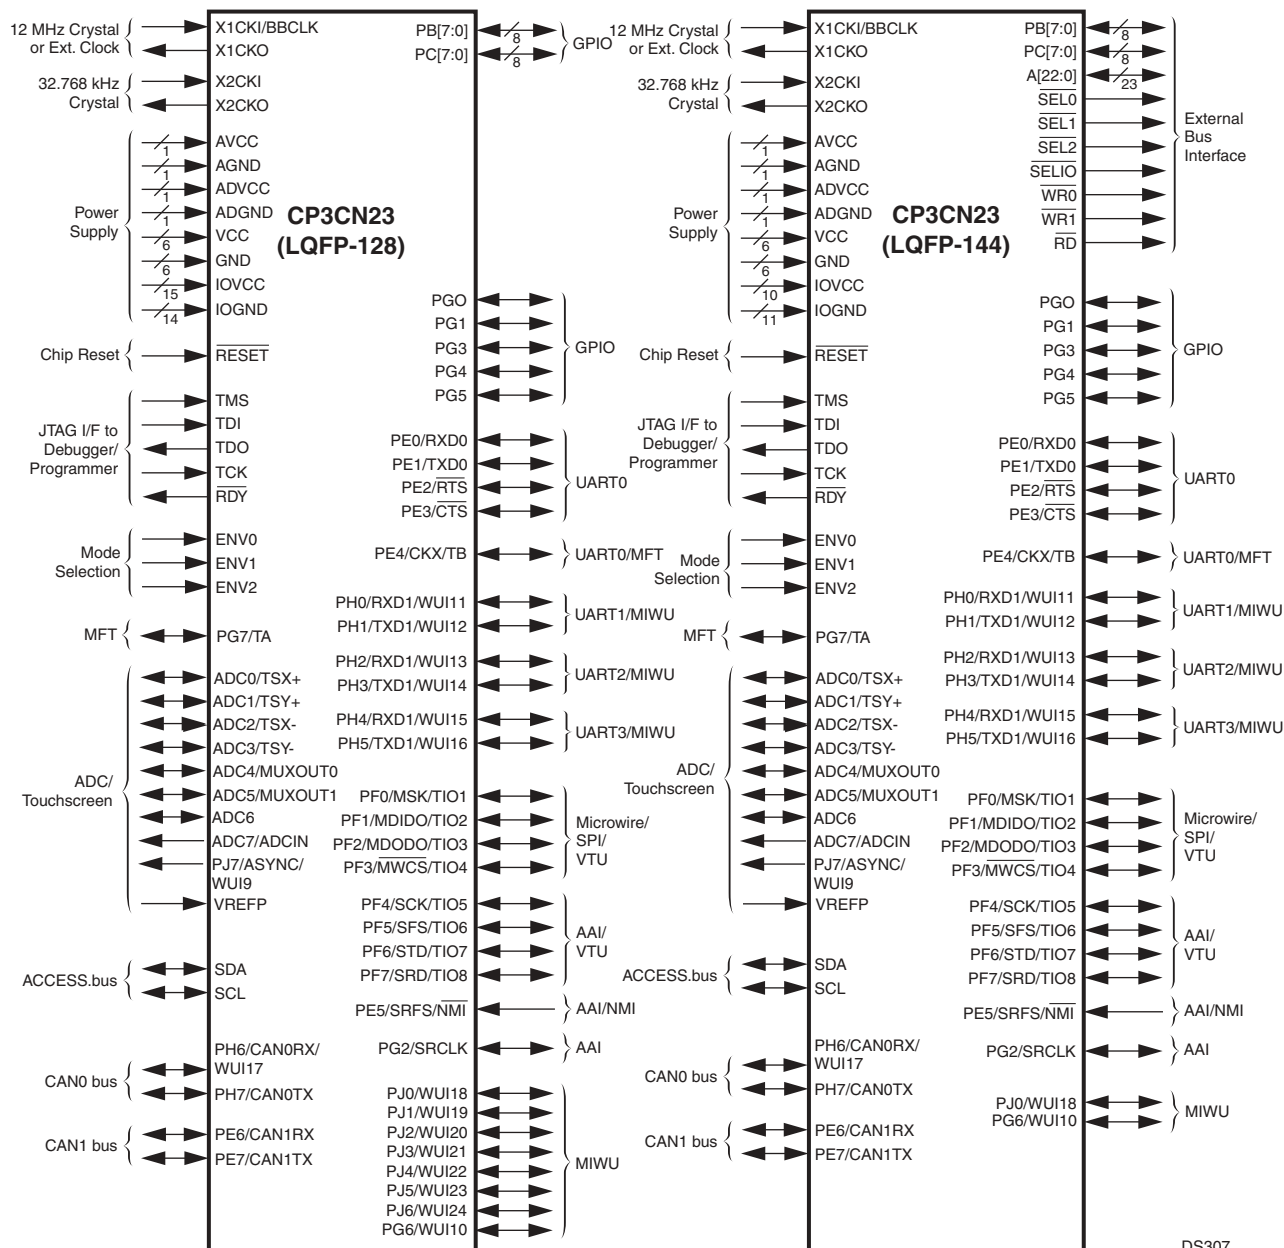 12 MHz Crystal
or Ext. Clock
X1CKI/BBCLK
X1CKO
32.768 kHz
Crystal
X2CKI
X2CKO
Power
Supply
AVCC
1
AGND
1
ADVCC
1
ADGND
1
VCC
6
GND
6
IOVCC
15
IOGND
14
Chip Reset
RESET
JTAG I/F to
Debugger/
Programmer
TMS
TDI
TDO
TCK
RDY
Mode
Selection
ENV0
ENV1
ENV2
MFT
PG7/TA
ADC/
Touchscreen
ADC0/TSX+
ADC1/TSY+
ADC2/TSX-
ADC3/TSY-
ADC4/MUXOUT0
ADC5/MUXOUT1
ADC6
ADC7/ADCIN
PJ7/ASYNC/
WUI9
VREFP
ACCESS.bus
SDA
SCL
CAN0 bus
PH6/CAN0RX/
WUI17
PH7/CAN0TX
CAN1 bus
PE6/CAN1RX
PE7/CAN1TX
CP3CN23
(LQFP-128)
PB[7:0]
8
PC[7:0]
8
GPIO
PGO
PG1
PG3
PG4
PG5
GPIO
PE0/RXD0
PE1/TXD0
PE2/RTS
PE3/CTS
UART0
PE4/CKX/TB
UART0/MFT
PH0/RXD1/WUI11
PH1/TXD1/WUI12
UART1/MIWU
PH2/RXD1/WUI13
PH3/TXD1/WUI14
UART2/MIWU
PH4/RXD1/WUI15
PH5/TXD1/WUI16
UART3/MIWU
PF0/MSK/TIO1
PF1/MDIDO/TIO2
PF2/MDODO/TIO3
PF3/MWCS/TIO4
Microwire/
SPI/
VTU
PF4/SCK/TIO5
PF5/SFS/TIO6
PF6/STD/TIO7
PF7/SRD/TIO8
AAI/
VTU
PE5/SRFS/NMI
AAI/NMI
PG2/SRCLK
AAI
PJ0/WUI18
PJ1/WUI19
PJ2/WUI20
PJ3/WUI21
PJ4/WUI22
PJ5/WUI23
PJ6/WUI24
PG6/WUI10
MIWU
12 MHz Crystal
or Ext. Clock
X1CKI/BBCLK
X1CKO
32.768 kHz
Crystal
X2CKI
X2CKO
Power
Supply
AVCC
1
AGND
1
ADVCC
1
ADGND
1
VCC
6
GND
6
IOVCC
10
IOGND
11
Chip Reset
RESET
JTAG I/F to
Debugger/
Programmer
TMS
TDI
TDO
TCK
RDY
Mode
Selection
ENV0
ENV1
ENV2
MFT
PG7/TA
ADC/
Touchscreen
ADC0/TSX+
ADC1/TSY+
ADC2/TSX-
ADC3/TSY-
ADC4/MUXOUT0
ADC5/MUXOUT1
ADC6
ADC7/ADCIN
PJ7/ASYNC/
WUI9
VREFP
ACCESS.bus
SDA
SCL
CAN0 bus
PH6/CAN0RX/
WUI17
PH7/CAN0TX
CAN1 bus
PE6/CAN1RX
PE7/CAN1TX
CP3CN23
(LQFP-144)
PB[7:0]
8
PC[7:0]
8
A[22:0]
23
SEL0
SEL1
SEL2
SELIO
WR0
WR1
RD
External
Bus
Interface
PGO
PG1
PG3
PG4
PG5
GPIO
PE0/RXD0
PE1/TXD0
PE2/RTS
PE3/CTS
UART0
PE4/CKX/TB
UART0/MFT
PH0/RXD1/WUI11
PH1/TXD1/WUI12
UART1/MIWU
PH2/RXD1/WUI13
PH3/TXD1/WUI14
UART2/MIWU
PH4/RXD1/WUI15
PH5/TXD1/WUI16
UART3/MIWU
PF0/MSK/TIO1
PF1/MDIDO/TIO2
PF2/MDODO/TIO3
PF3/MWCS/TIO4
Microwire/
SPI/
VTU
PF4/SCK/TIO5
PF5/SFS/TIO6
PF6/STD/TIO7
PF7/SRD/TIO8
AAI/
VTU
PE5/SRFS/NMI
AAI/NMI
PG2/SRCLK
AAI
PJ0/WUI18
PG6/WUI10
MIWU
DS307